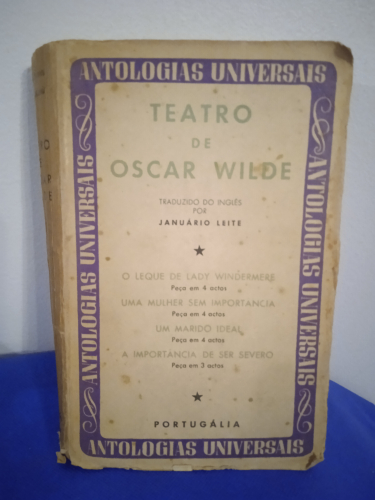 ANTOLOGIAS UNIVERSAIS
TEATRO
DE
OSCAR WILDE
TRADUZIDO DO INGLÊS
POR
JANUÁRIO LEITE
O LEQUE DE LADY WINDERMERE
Peça em 4 actos
UMA MULHER SEM IMPORTÂNCIA
Peça em 4 actos
UM MARIDO IDEAL
Peça em 4 actos
A IMPORTÂNCIA DE SER SEVERO
Peça em 3 actos
PORTUGÁLIA
ANTOLOGIAS UNIVERSAIS
ANTOLOGIAS UNIVERSAIS
ANTOLOGIAS UNIVERSAIS